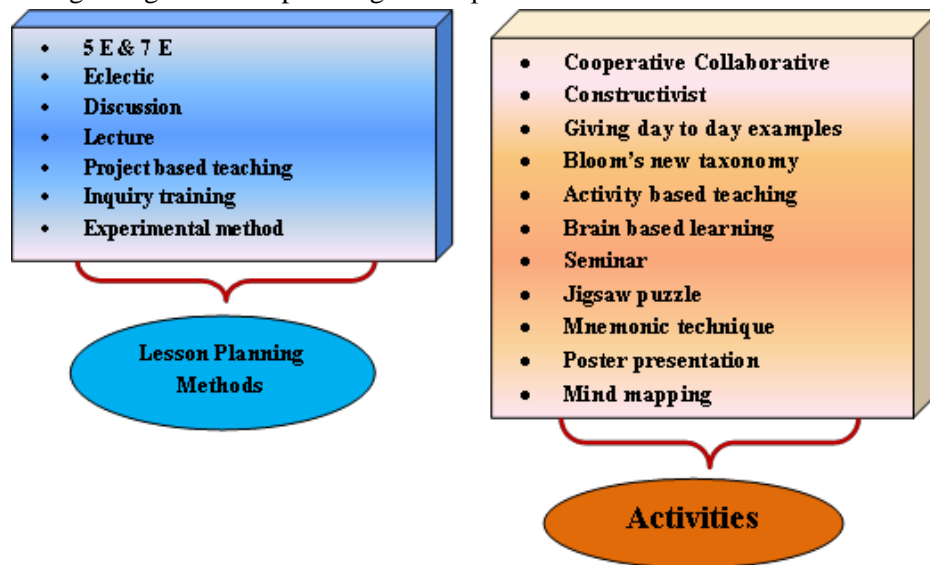 • 5 E & 7 E
• Eclectic
• Discussion
• Lecture
• Project based teaching
• Inquiry training
• Experimental method
Lesson Planning
Methods
• Cooperative Collaborative
• Constructivist
• Giving day to day examples
• Bloom's new taxonomy
• Activity based teaching
• Brain based learning
• Seminar
• Jigsaw puzzle
• Mnemonic technique
• Poster presentation
• Mind mapping
Activities